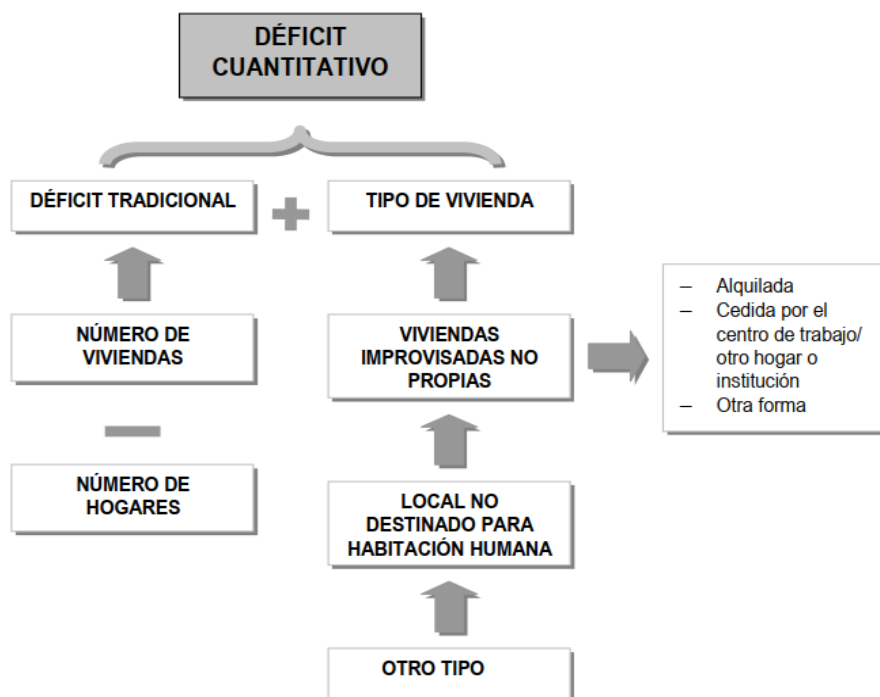 DÉFICIT
CUANTITATIVO
DÉFICIT TRADICIONAL
TIPO DE VIVIENDA
NÚMERO DE
VIVIENDAS
VIVIENDAS
IMPROVISADAS NO
PROPIAS
– Alquilada
– Cedida por el
centro de trabajo/
otro hogar o
institución
– Otra forma
NÚMERO DE
HOGARES
LOCAL NO
DESTINADO PARA
HABITACIÓN HUMANA
OTRO TIPO